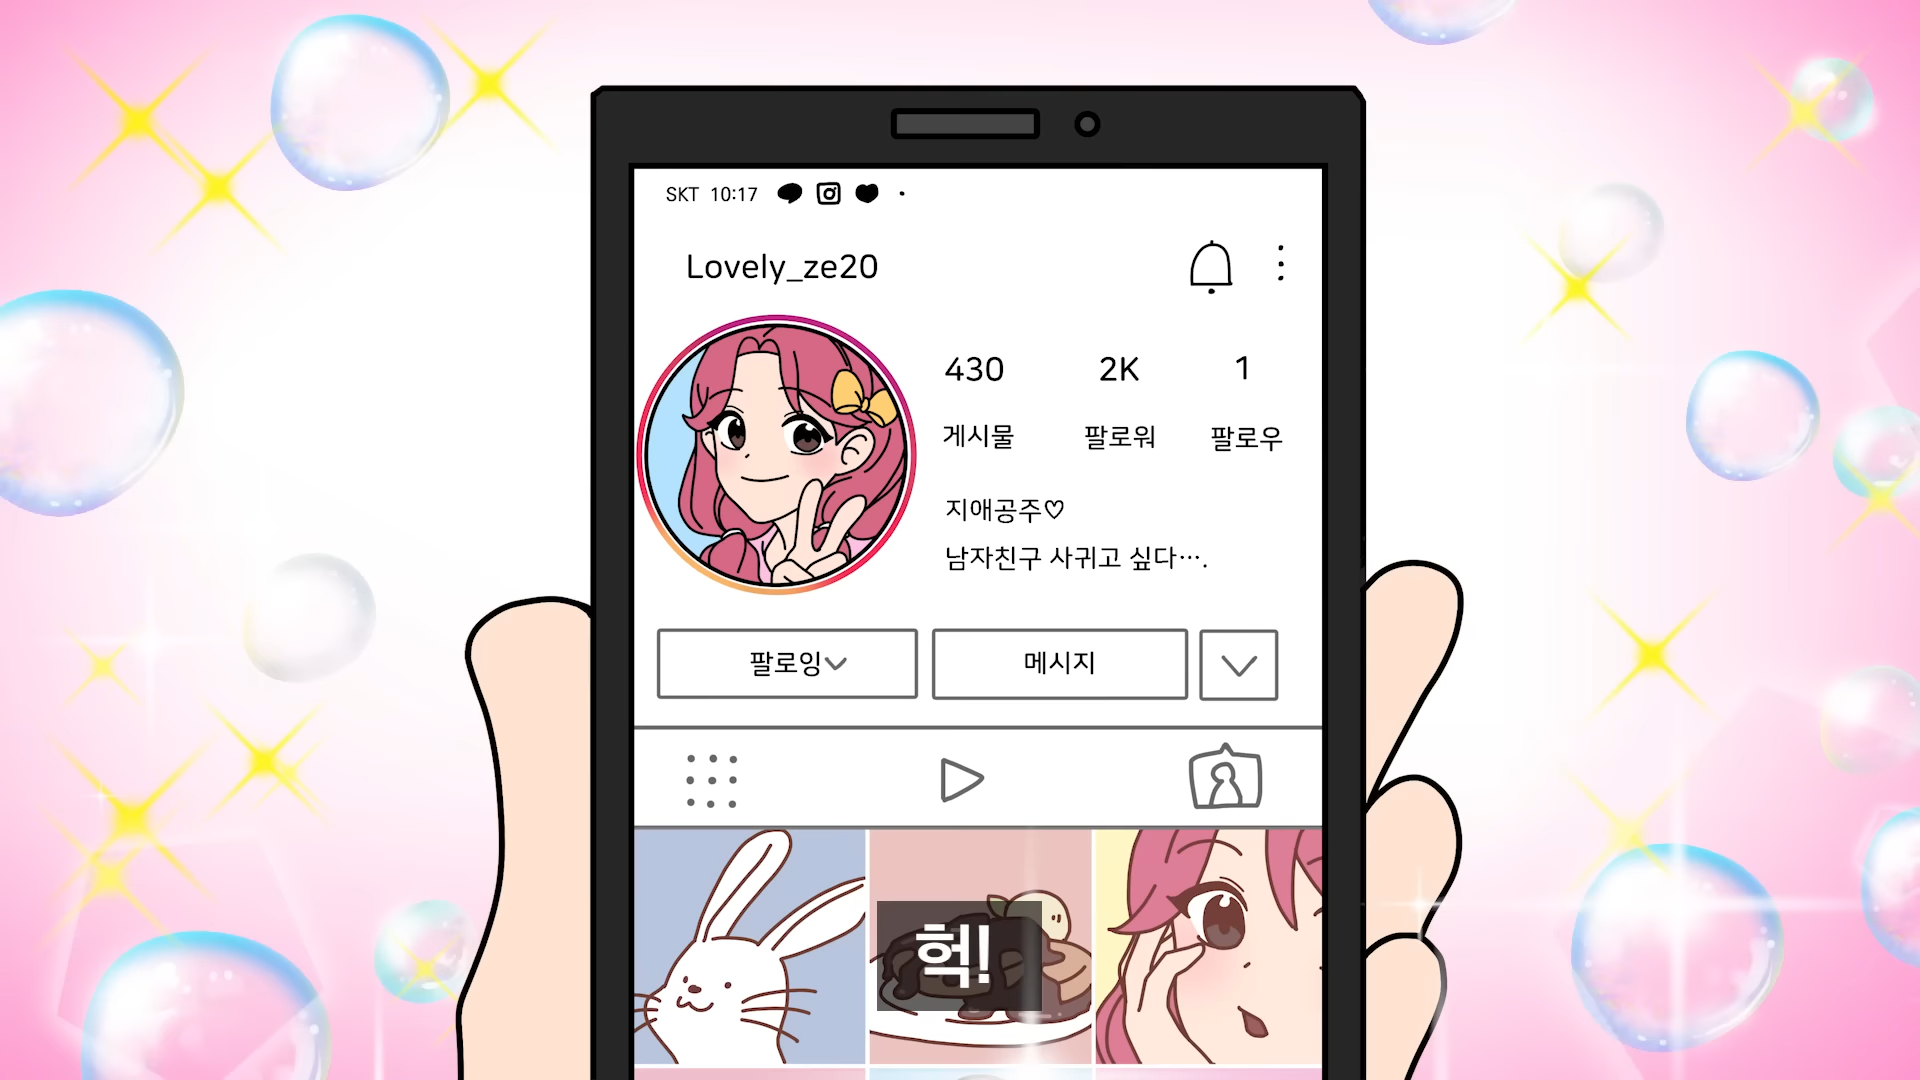 SKT 10:17
Lovely_ze20
430 2K 1
게시물 팔로워 팔로우
지애공주♡
남자친구 사귀고 싶다….
팔로잉 메시지
헉!